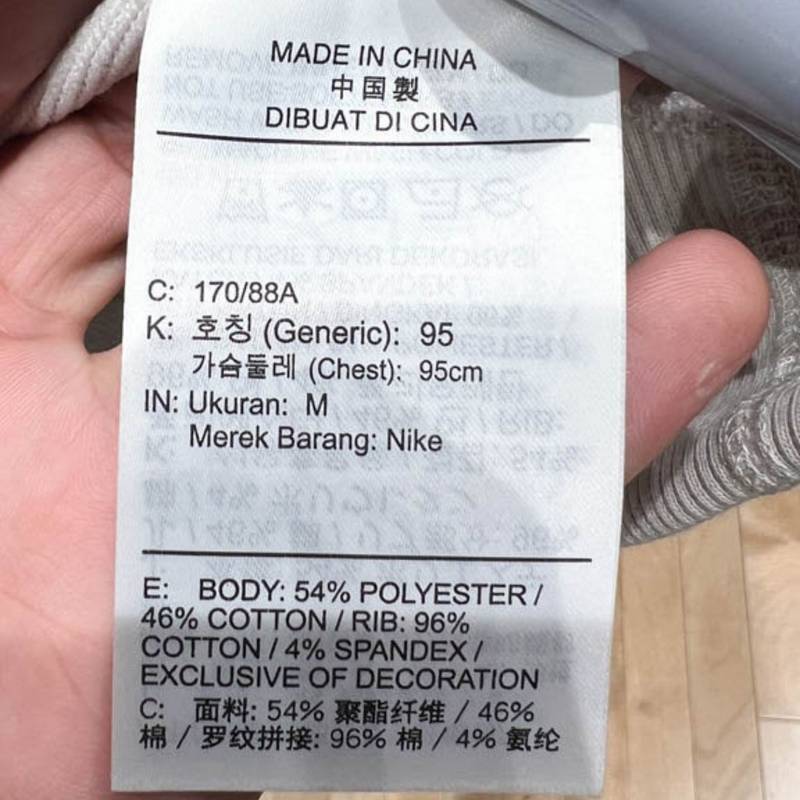 MADE IN CHINA
中国製
DIBUAT DI CINA
C: 170/88A
K: 호칭 (Generic): 95
가슴둘레 (Chest): 95cm
IN: Ukuran: M
Merek Barang: Nike
E: BODY: 54% POLYESTER /
46% COTTON / RIB: 96%
COTTON / 4% SPANDEX /
EXCLUSIVE OF DECORATION
C: 面料: 54% 聚酯纤维 / 46%
棉 / 罗纹拼接: 96% 棉 / 4% 氨纶